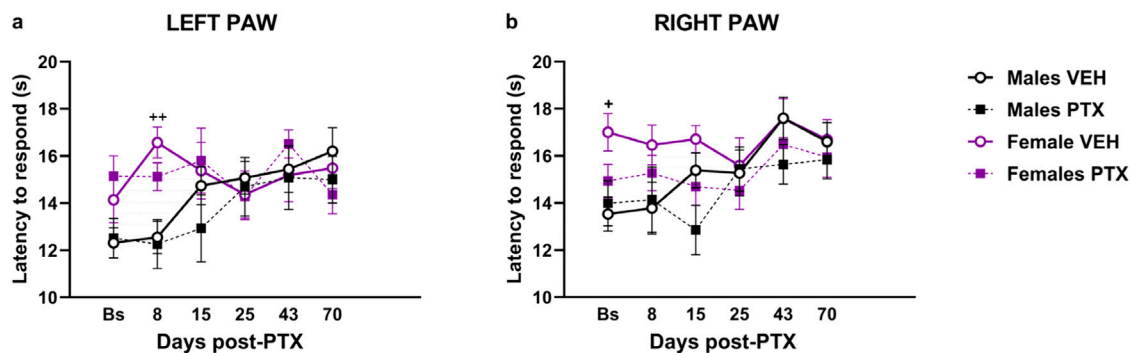 a
LEFT PAW
Latency to respond (s)
18
16
14
12
10
++
Bs 8 15 25 43 70
Days post-PTX
b
RIGHT PAW
Latency to respond (s)
18
16
14
12
10
+
Bs 8 15 25 43 70
Days post-PTX
Males VEH
Males PTX
Female VEH
Females PTX